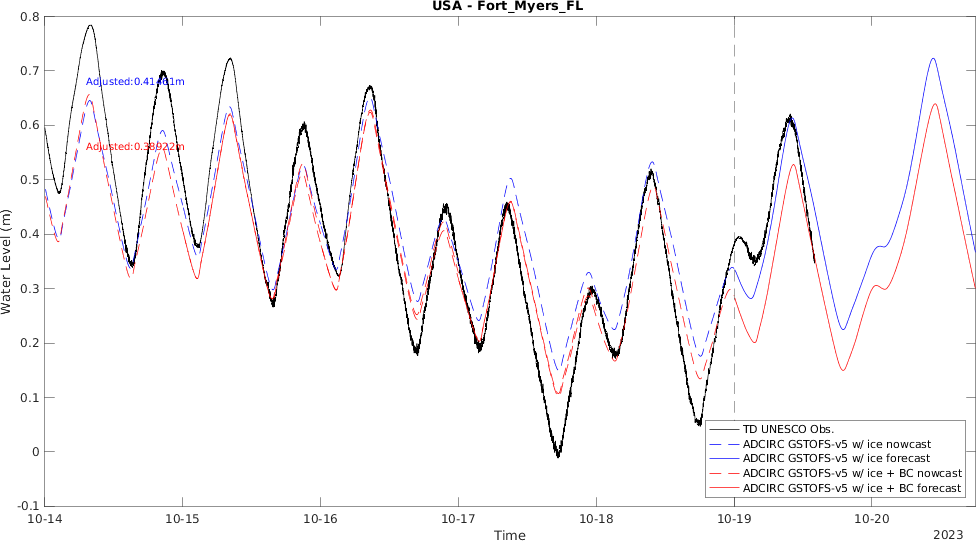 USA - Fort_Myers_FL
0.8
0.7
0.6
0.5
0.4
0.3
0.2
0.1
0
-0.1
Water Level (m)
Adjusted:0.41461m
Adjusted:0.38922m
TD UNESCO Obs.
ADCIRC GSTOFS-v5 w/ ice nowcast
ADCIRC GSTOFS-v5 w/ ice forecast
ADCIRC GSTOFS-v5 w/ ice + BC nowcast
ADCIRC GSTOFS-v5 w/ ice + BC forecast
10-14 10-15 10-16 10-17 10-18 10-19 10-20
Time
2023